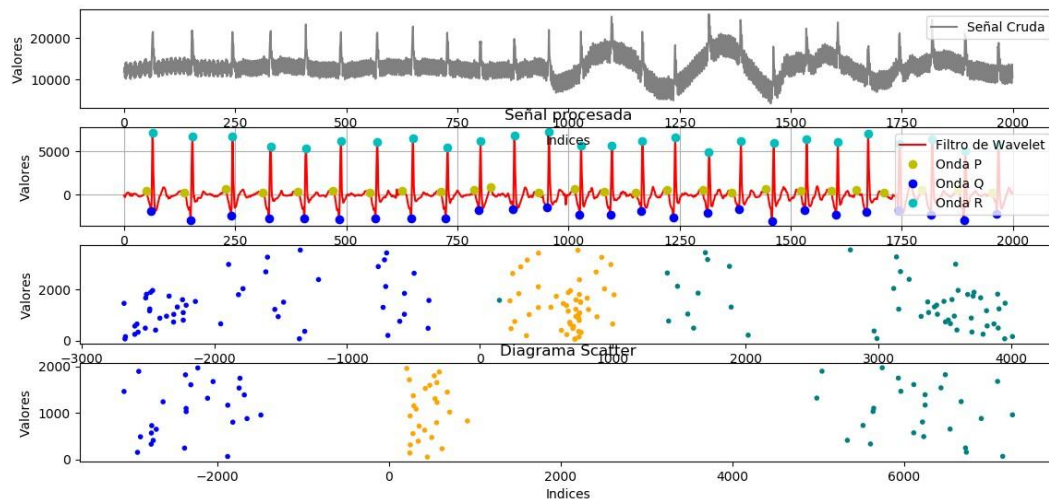 Valores
20000
10000
Señal Cruda
0 250 500 750 1000 1250 1500 1750 2000
Indices
Señal procesada
Valores
5000
0
Filtro de Wavelet
Onda P
Onda Q
Onda R
0 250 500 750 1000 1250 1500 1750 2000
Valores
2000
0
−3000 −2000 −1000 0 1000 2000 3000 4000
Diagrama Scatter
Valores
2000
1000
0
−2000 0 2000 4000 6000
Indices